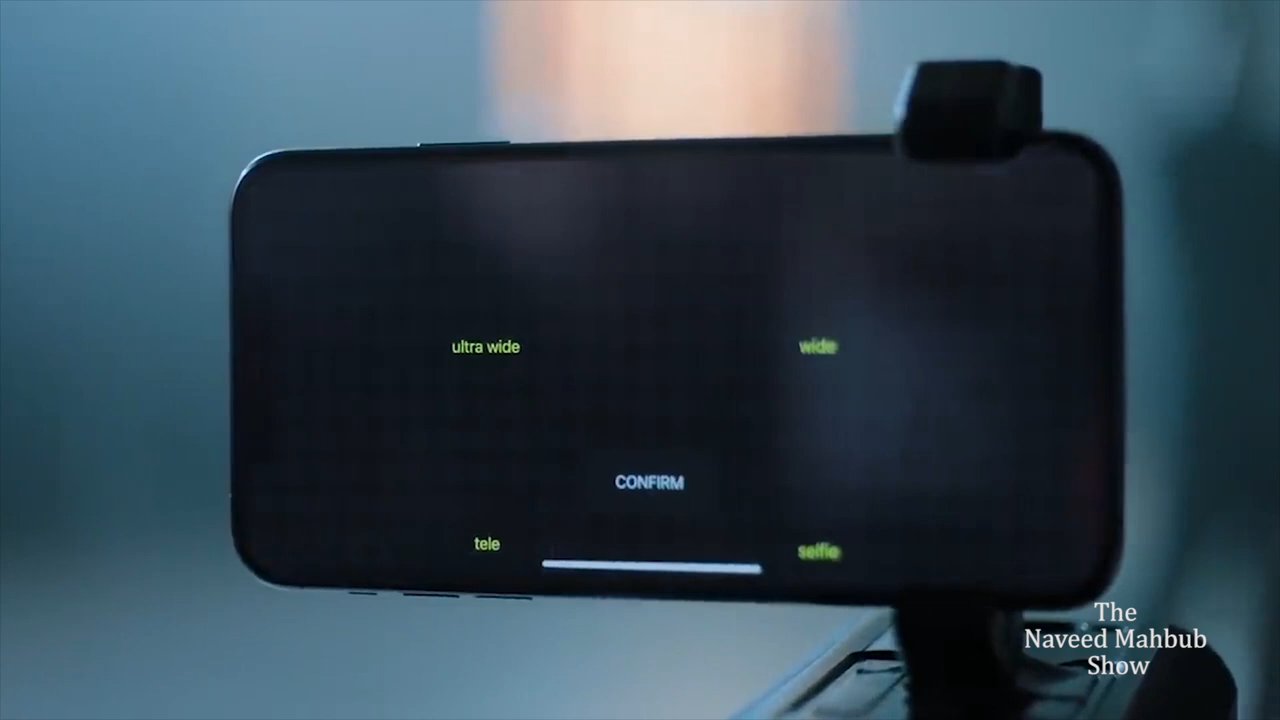 ultra wide
wide
CONFIRM
tele
selfie
The
Naveed Mahbub
Show